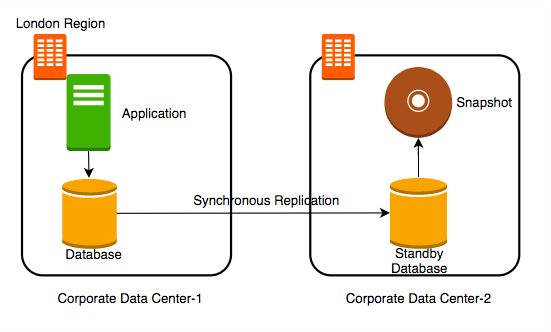 London Region
Application
Snapshot
Synchronous Replication
Database
Standby
Database
Corporate Data Center-1
Corporate Data Center-2